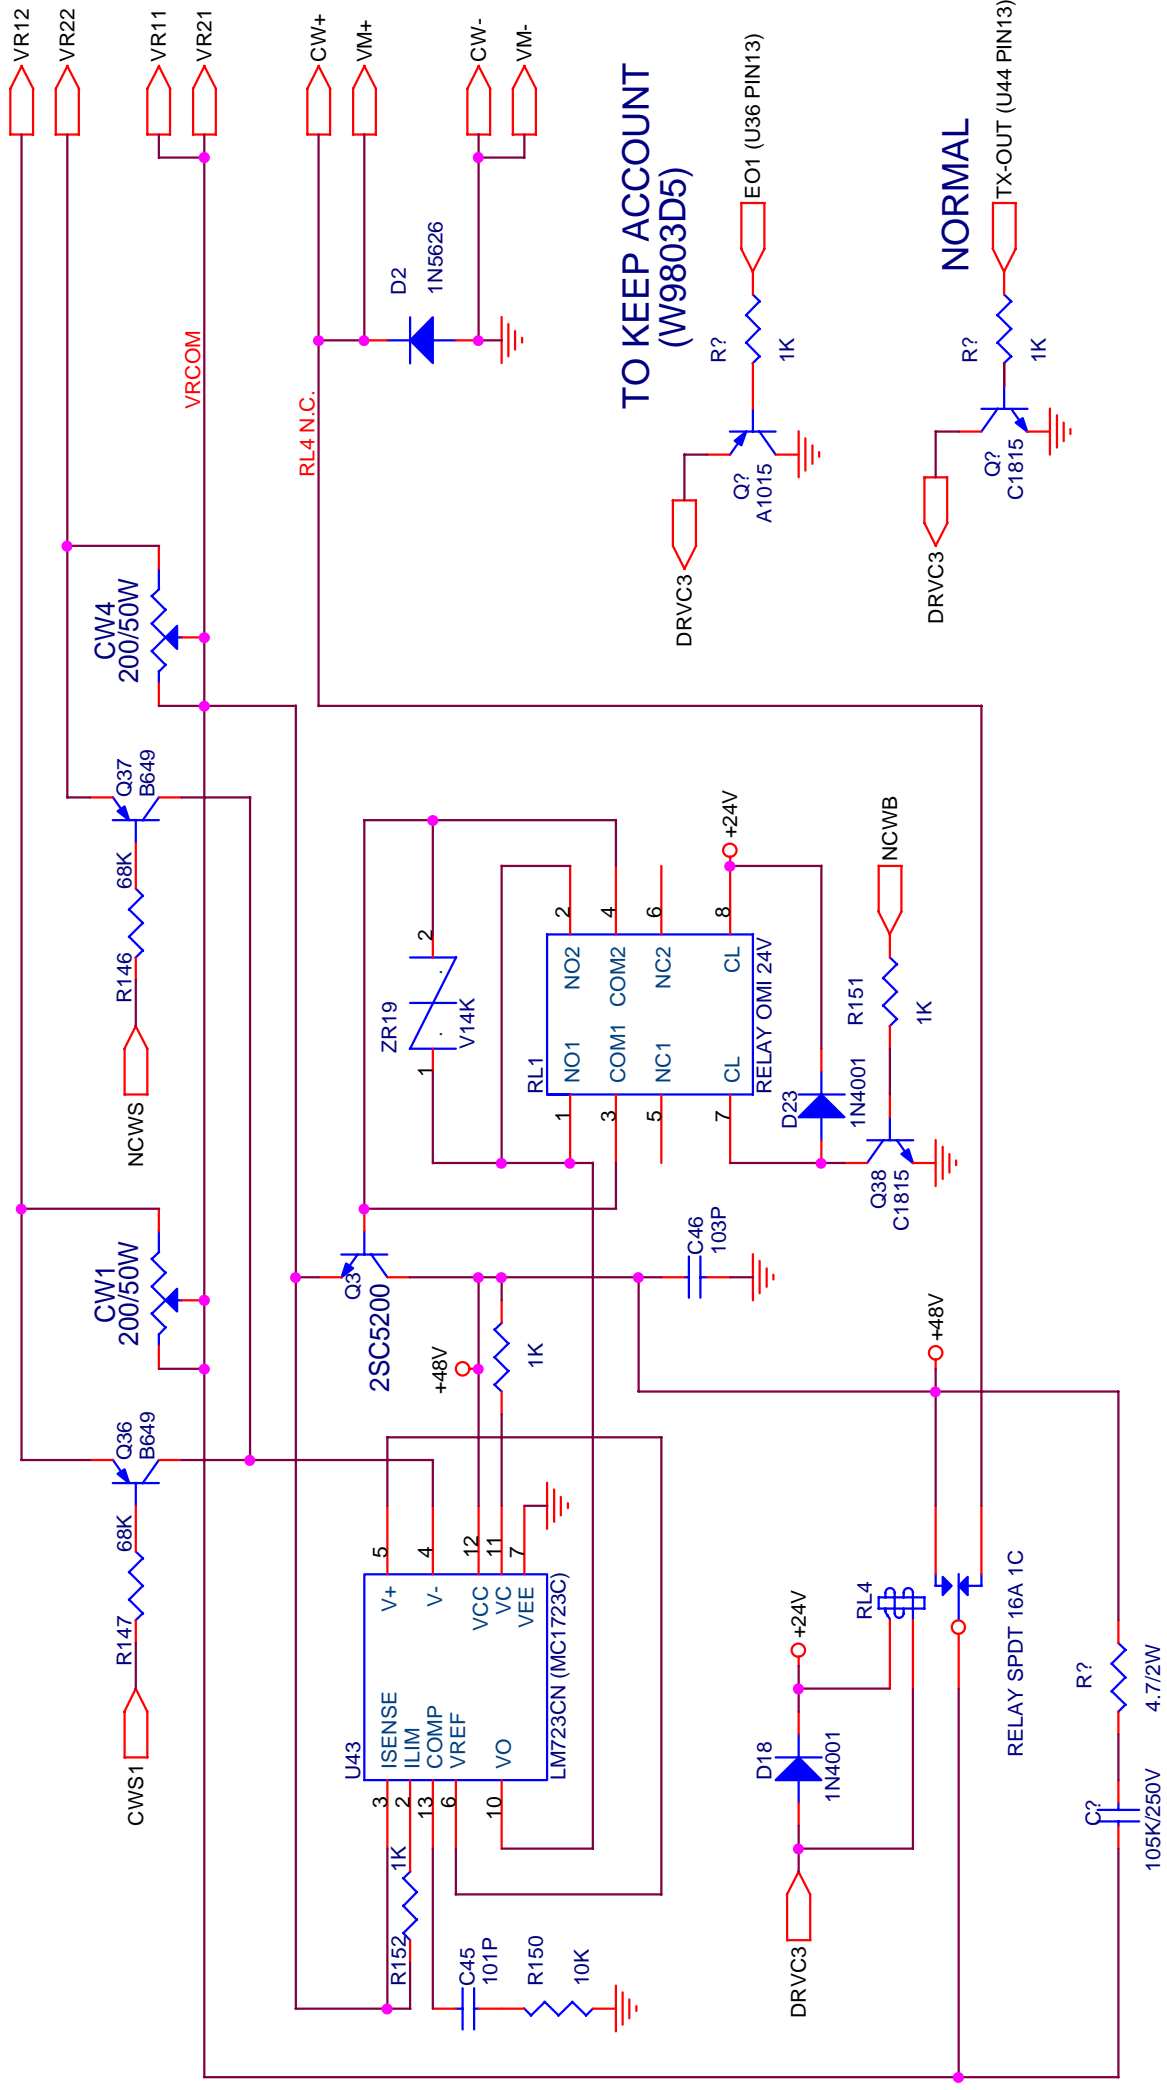 VR12
VR22
VR11
VR21
CW+
VM+
CW-
VM-
VRCOM
RL4 N.C.
D2
1N5626
TO KEEP ACCOUNT
(W9803D5)
EO1 (U36 PIN13)
R?
1K
Q?
A1015
DRVC3
NORMAL
TX-OUT (U44 PIN13)
R?
1K
Q?
C1815
DRVC3
CW4
200/50W
Q37
B649
68K
R146
NCWS
CW1
200/50W
Q36
B649
68K
R147
CWS1
ZR19
V14K
1
2
RL1
RELAY OMI 24V
NO1
COM1
NC1
CL
NO2
COM2
NC2
CL
1
3
5
7
2
4
6
8
+24V
NCWB
R151
1K
D23
1N4001
Q38
C1815
Q3
2SC5200
C46
103P
+48V
1K
U43
LM723CN (MC1723C)
ISENSE
ILIM
COMP
VREF
VO
V+
V-
VCC
VC
VEE
3
2
13
6
10
5
4
12
11
7
R152
1K
C45
101P
R150
10K
+48V
+24V
RL4
RELAY SPDT 16A 1C
D18
1N4001
DRVC3
R?
4.7/2W
C?
105K/250V